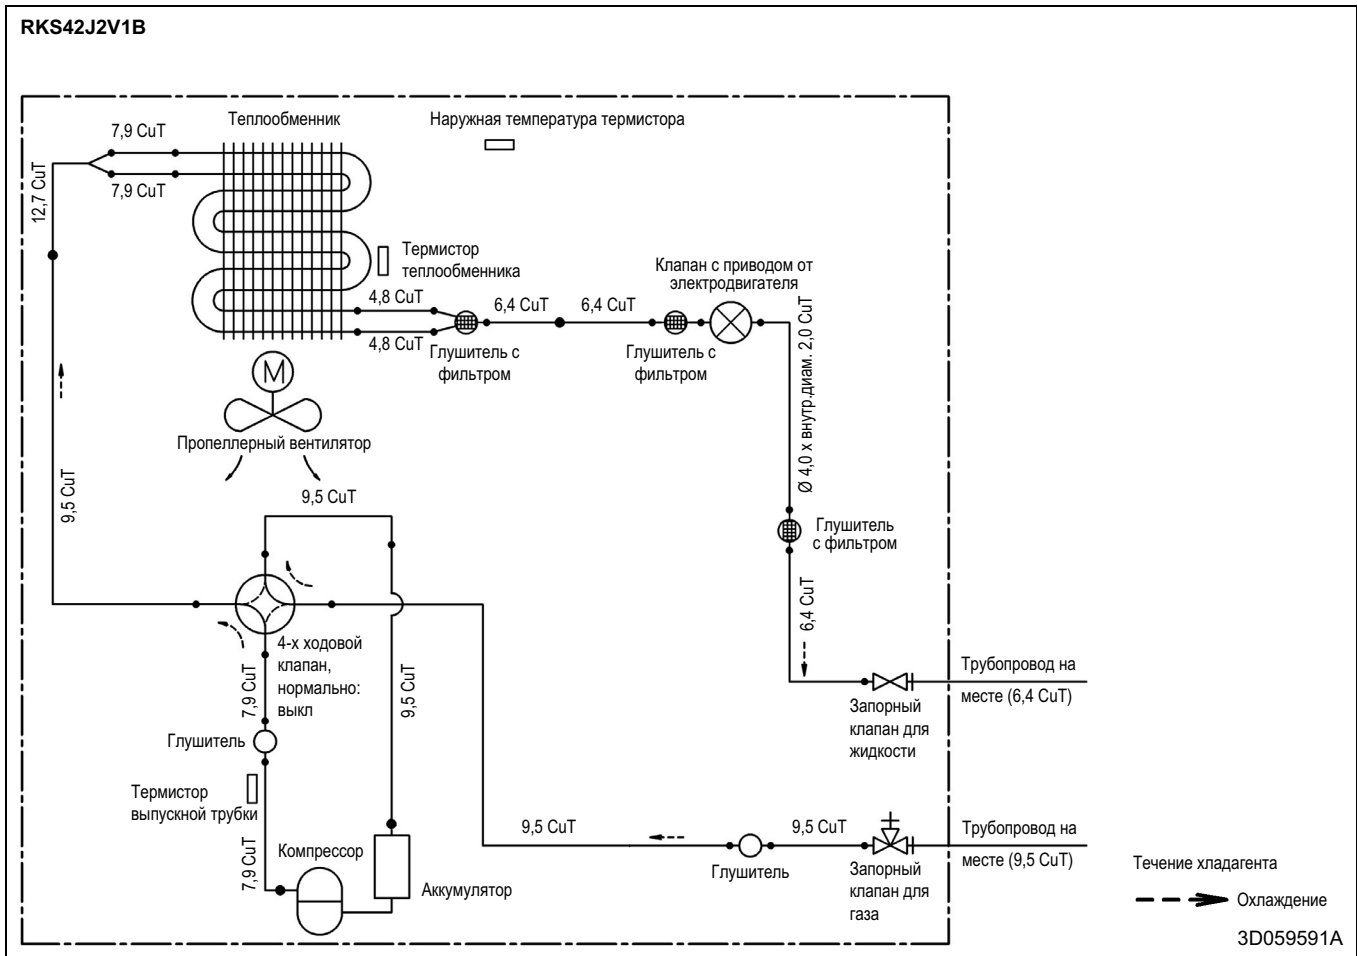 RKS42J2V1B
Теплообменник
Наружная температура термистора
7,9 CuT
7,9 CuT
12,7 CuT
Термистор
теплообменника
Клапан с приводом от
электродвигателя
4,8 CuT
6,4 CuT
6,4 CuT
4,8 CuT
Глушитель с
фильтром
Глушитель с
фильтром
Ø 4,0 x внутр.диам. 2,0 CuT
M
Пропеллерный вентилятор
9,5 CuT
9,5 CuT
Глушитель
с фильтром
6,4 CuT
4-х ходовой
клапан,
нормально:
выкл
7,9 CuT
9,5 CuT
Трубопровод на
месте (6,4 CuT)
Запорный
клапан для
жидкости
Глушитель
Термистор
выпускной трубки
7,9 CuT
Компрессор
Аккумулятор
9,5 CuT
9,5 CuT
Глушитель
Запорный
клапан для
газа
Трубопровод на
месте (9,5 CuT)
Течение хладагента
Охлаждение
3D059591A